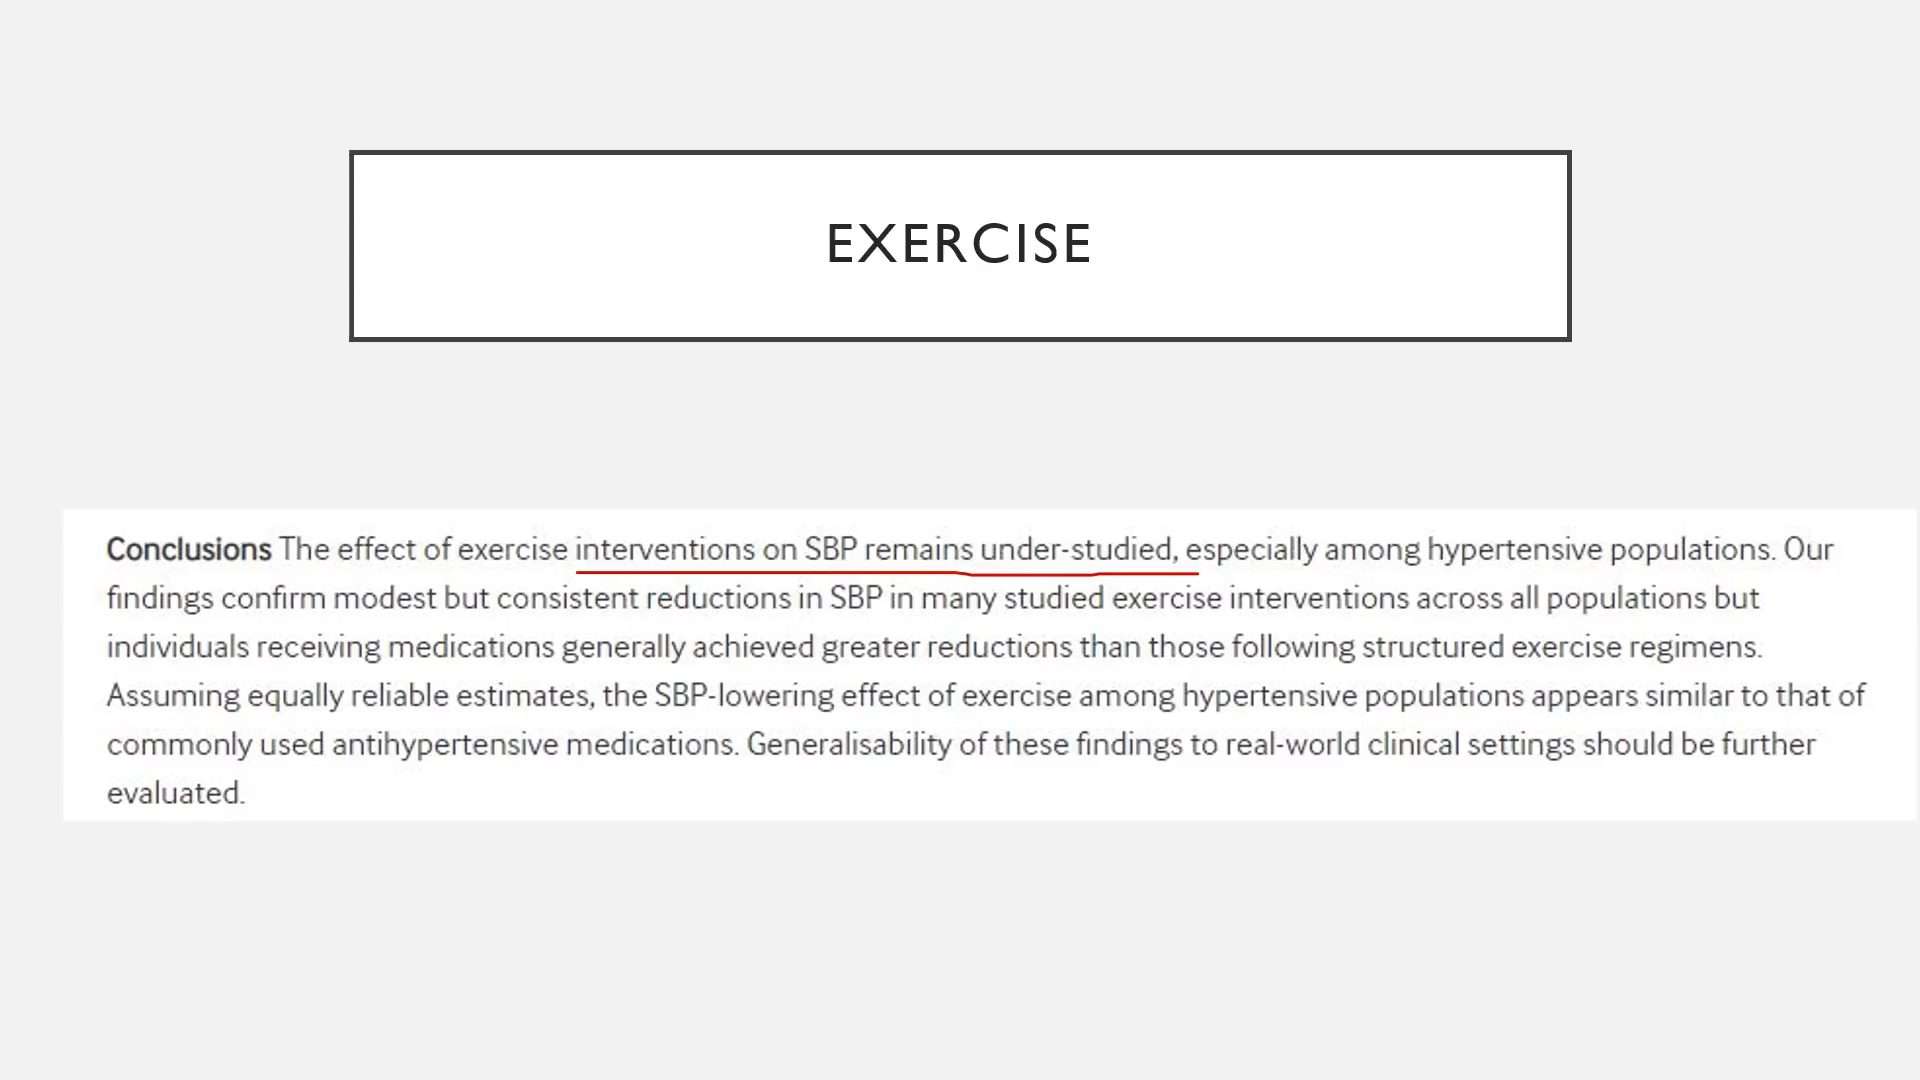 EXERCISE
Conclusions The effect of exercise interventions on SBP remains under-studied, especially among hypertensive populations. Our
findings confirm modest but consistent reductions in SBP in many studied exercise interventions across all populations but
individuals receiving medications generally achieved greater reductions than those following structured exercise regimens.
Assuming equally reliable estimates, the SBP-lowering effect of exercise among hypertensive populations appears similar to that of
commonly used antihypertensive medications. Generalisability of these findings to real-world clinical settings should be further
evaluated.